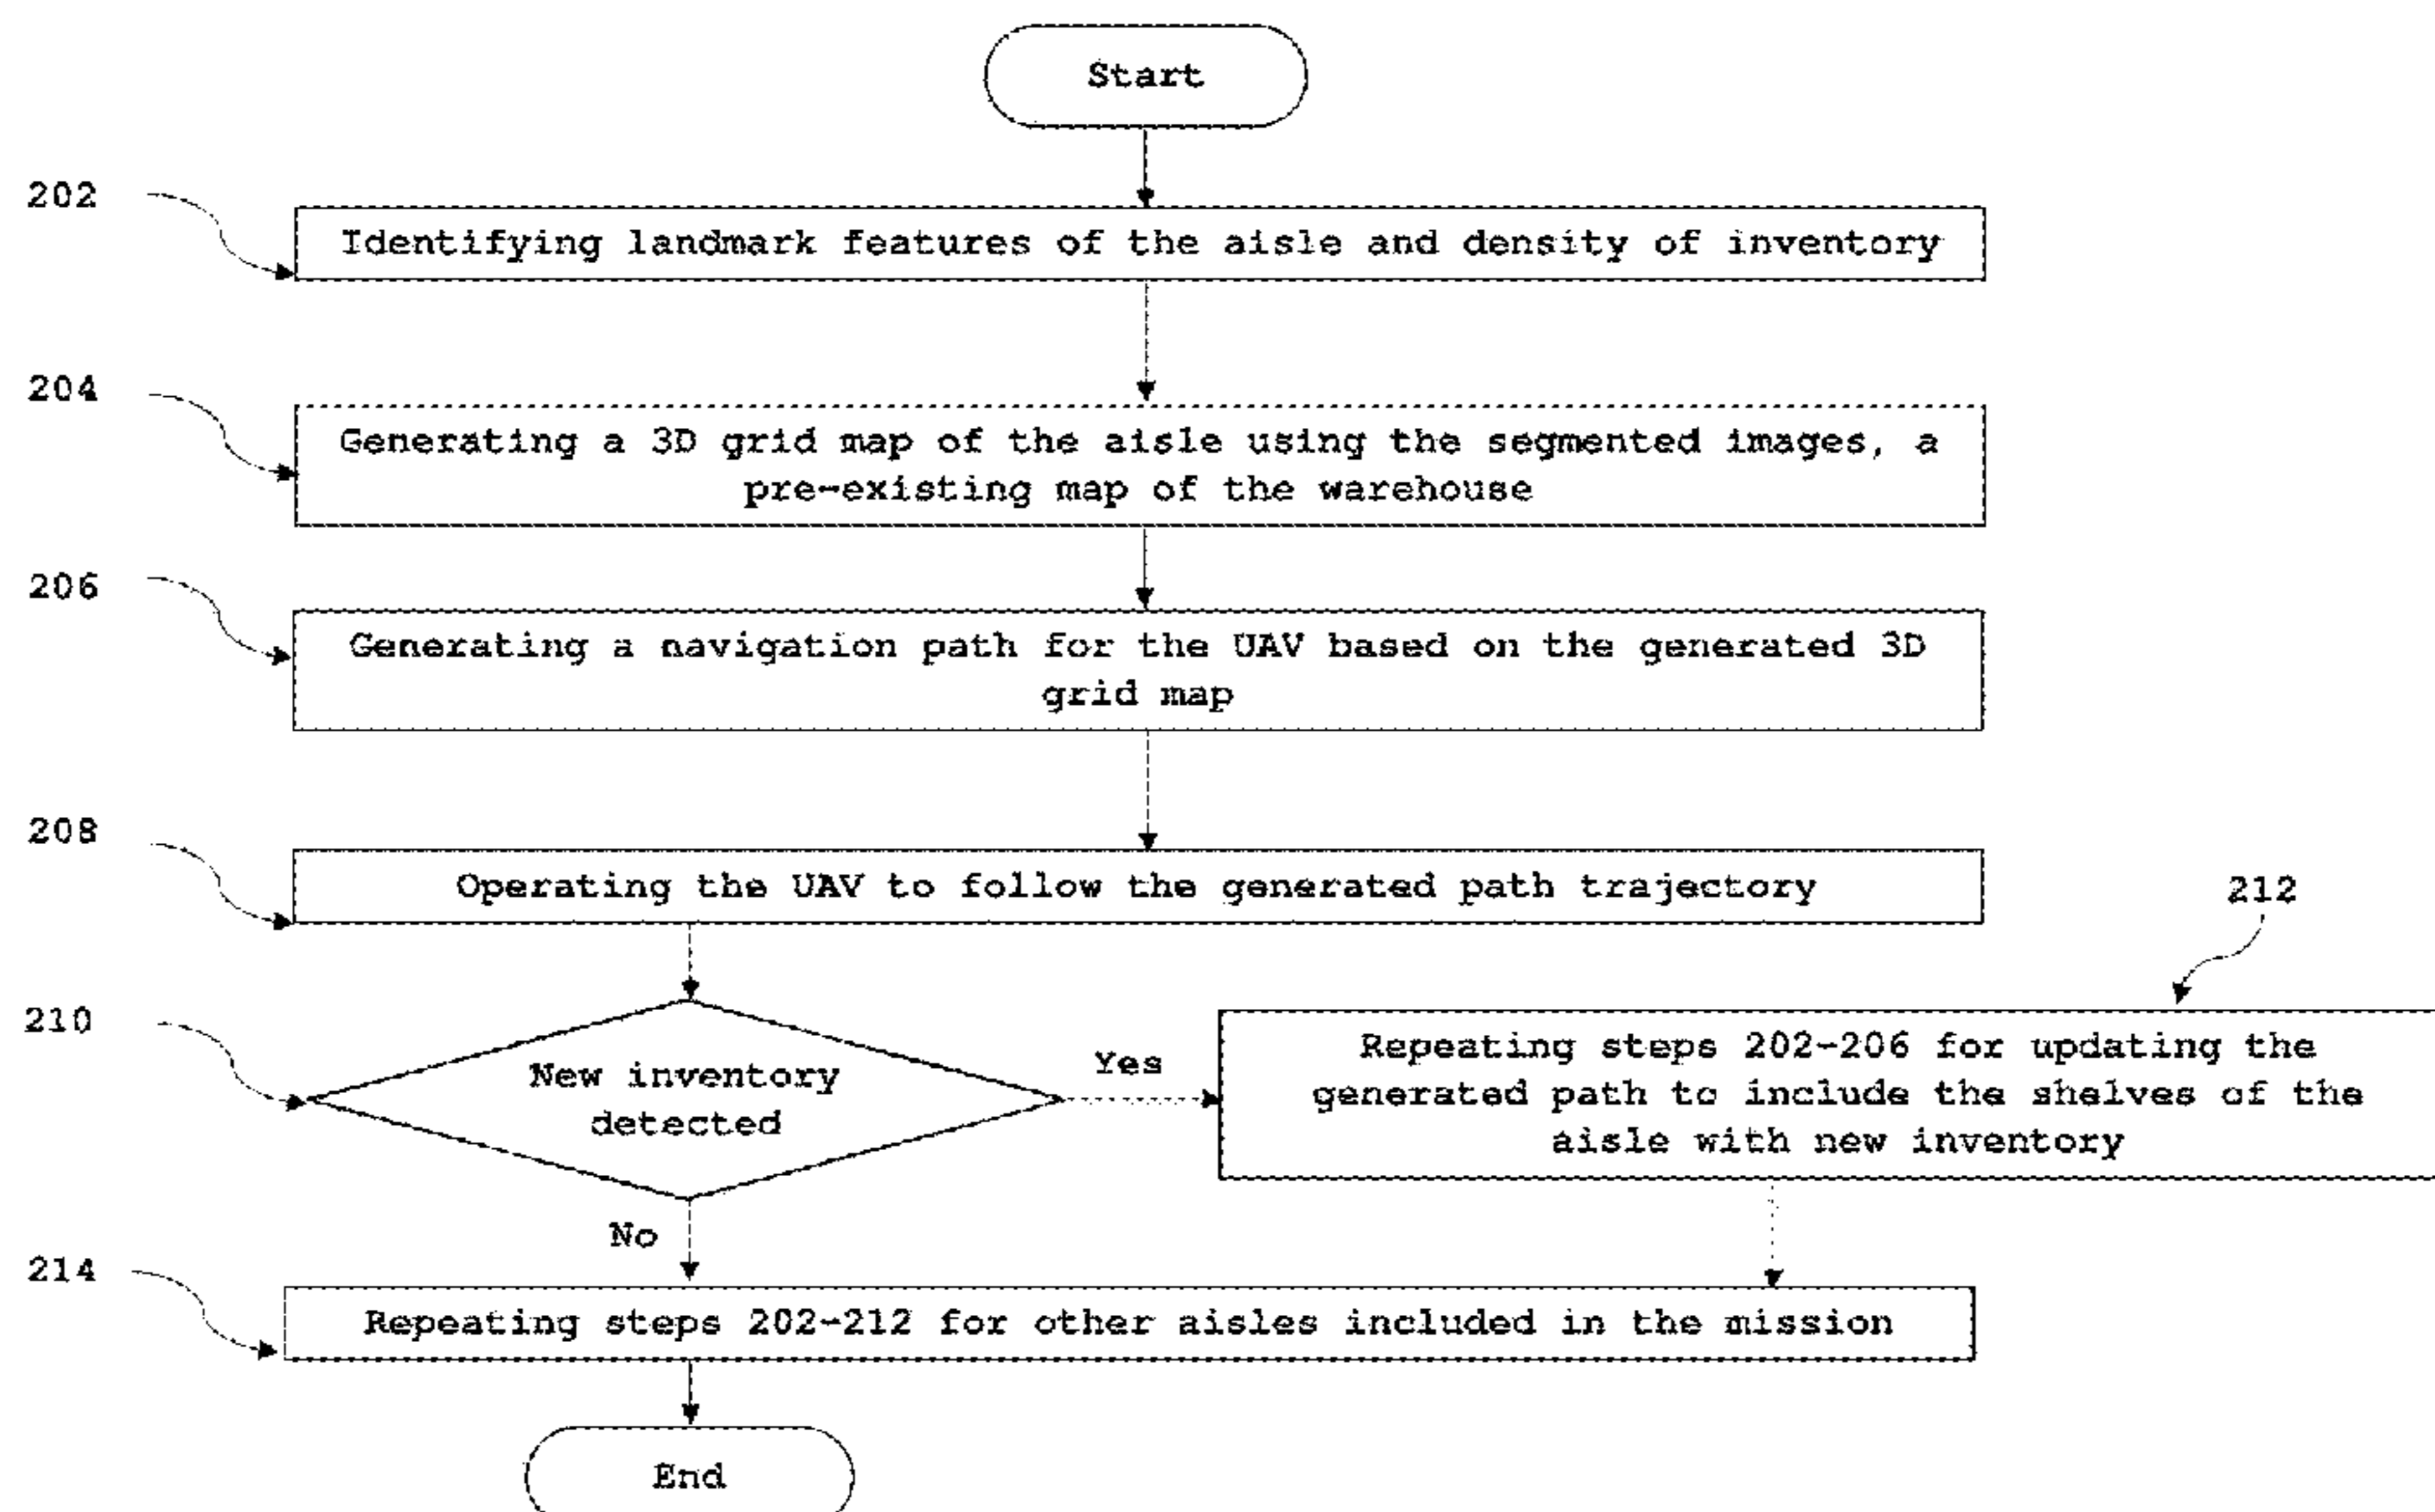 Start
202
Identifying landmark features of the aisle and density of inventory
204
Generating a 3D grid map of the aisle using the segmented images, a
pre-existing map of the warehouse
206
Generating a navigation path for the UAV based on the generated 3D
grid map
208
Operating the UAV to follow the generated path trajectory
212
210
New inventory
detected
Yes
Repeating steps 202-206 for updating the
generated path to include the shelves of the
aisle with new inventory
No
214
Repeating steps 202-212 for other aisles included in the mission
End